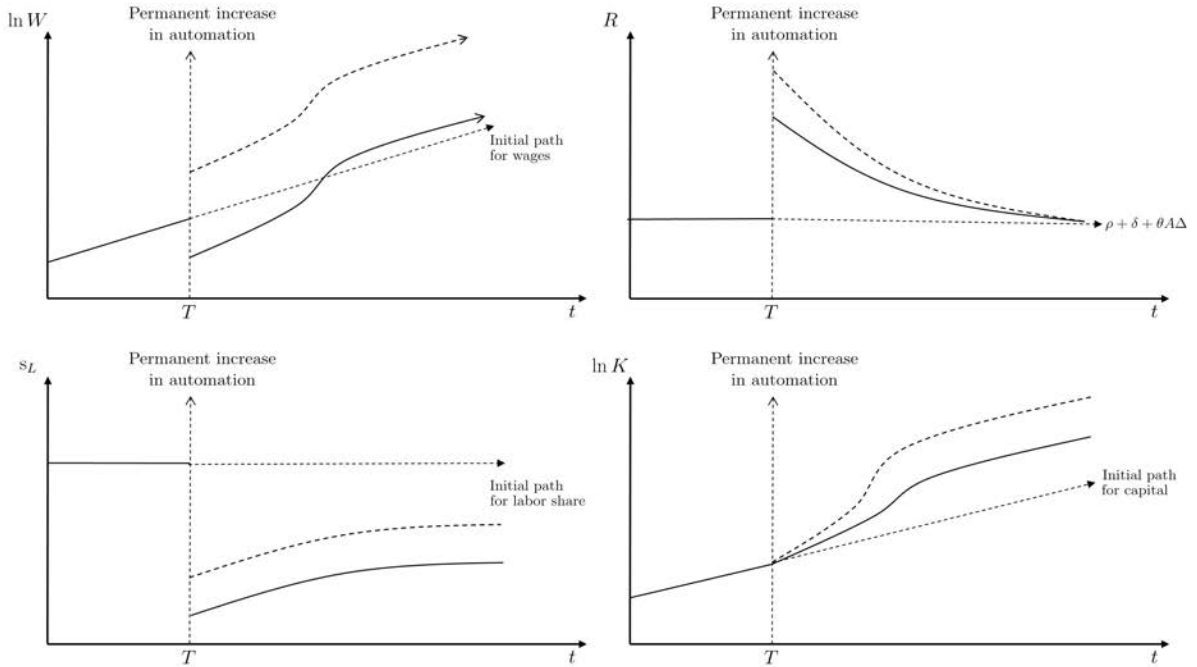 ln W
Permanent increase
in automation
Initial path
for wages
T
t
R
Permanent increase
in automation
ρ + δ + θAΔ
T
t
s_L
Permanent increase
in automation
Initial path
for labor share
T
t
ln K
Permanent increase
in automation
Initial path
for capital
T
t